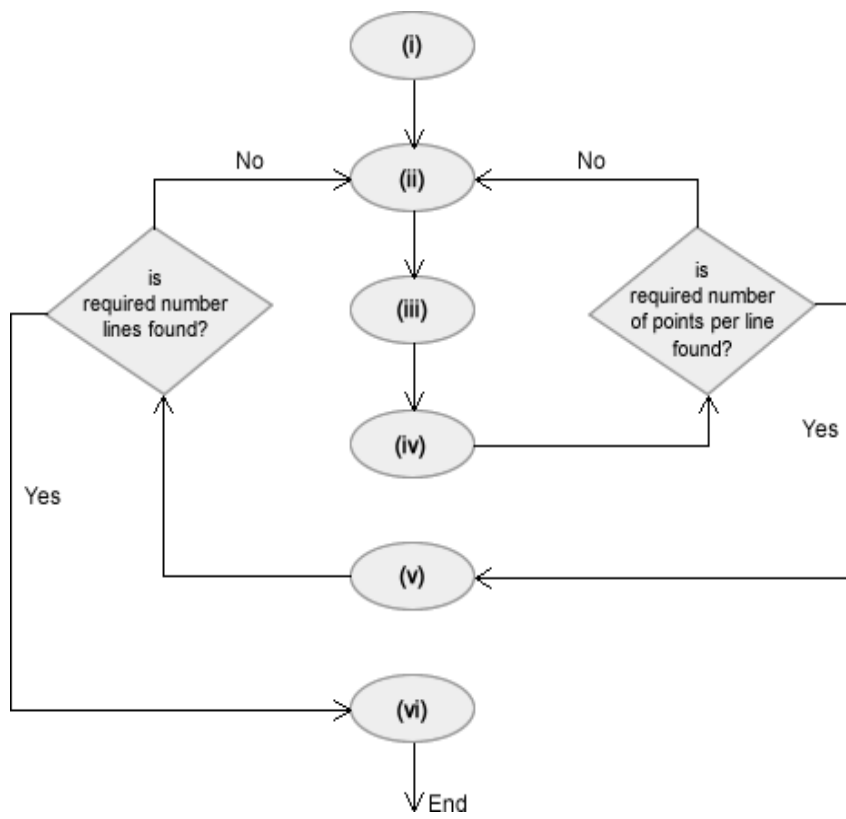 (i)
No
No
(ii)
is
required number
lines found?
(iii)
is
required number
of points per line
found?
(iv)
Yes
Yes
(v)
(vi)
End